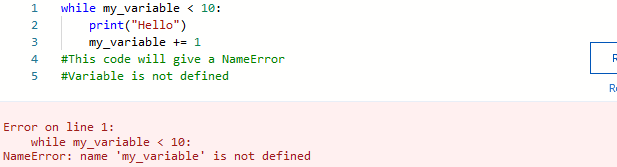 1 while my_variable < 10:
2     print("Hello")
3     my_variable += 1
4 #This code will give a NameError
5 #Variable is not defined
R
Re
Error on line 1:
    while my_variable < 10:
NameError: name 'my_variable' is not defined